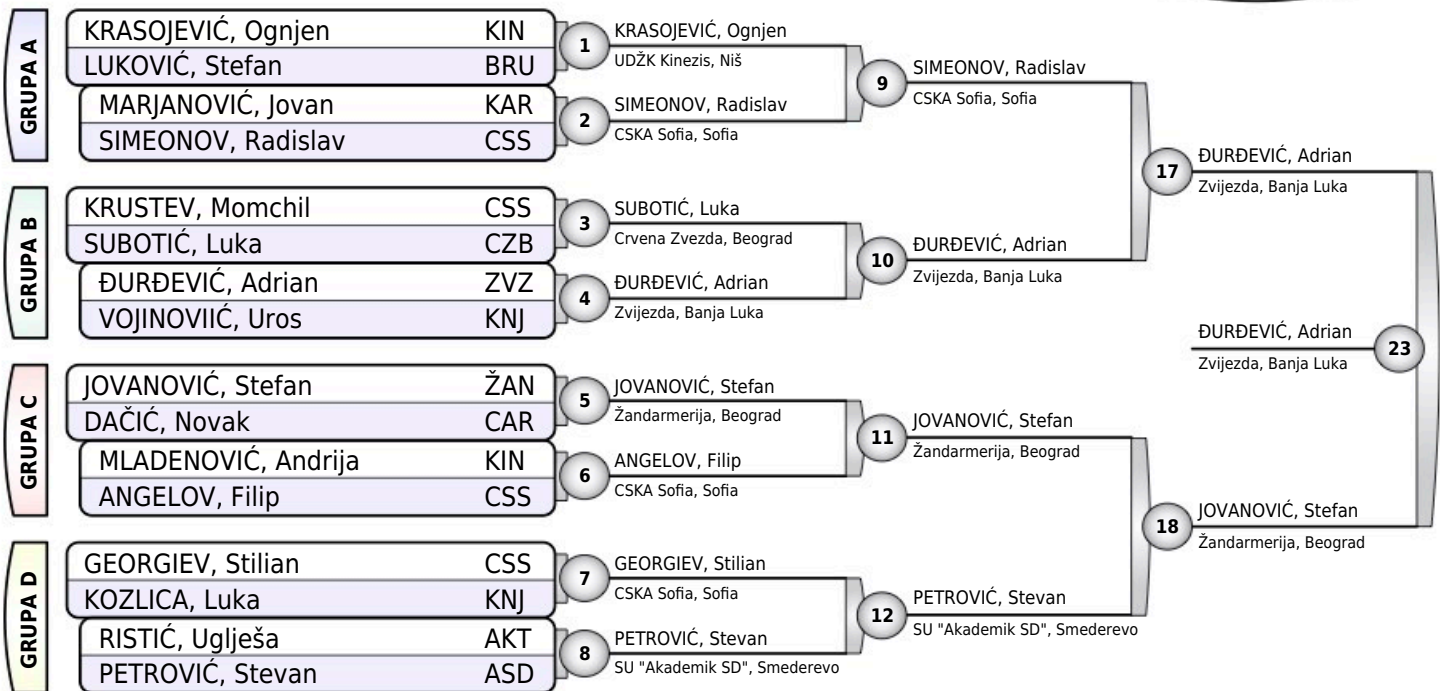 GRUPA A
KRASOJEVIĆ, Ognjen KIN
LUKOVIĆ, Stefan BRU
MARJANOVIĆ, Jovan KAR
SIMEONOV, Radislav CSS
GRUPA B
KRUSTEV, Momchil CSS
SUBOTIĆ, Luka CZB
ĐURĐEVIĆ, Adrian ZVZ
VOJINOVIIĆ, Uros KNJ
GRUPA C
JOVANOVIĆ, Stefan ŽAN
DAČIĆ, Novak CAR
MLADENOVIĆ, Andrija KIN
ANGELOV, Filip CSS
GRUPA D
GEORGIEV, Stilian CSS
KOZLICA, Luka KNJ
RISTIĆ, Uglješa AKT
PETROVIĆ, Stevan ASD
1
KRASOJEVIĆ, Ognjen
UDŽK Kinezis, Niš
2
SIMEONOV, Radislav
CSKA Sofia, Sofia
3
SUBOTIĆ, Luka
Crvena Zvezda, Beograd
4
ĐURĐEVIĆ, Adrian
Zvijezda, Banja Luka
5
JOVANOVIĆ, Stefan
Žandarmerija, Beograd
6
ANGELOV, Filip
CSKA Sofia, Sofia
7
GEORGIEV, Stilian
CSKA Sofia, Sofia
8
PETROVIĆ, Stevan
SU "Akademik SD", Smederevo
9
SIMEONOV, Radislav
CSKA Sofia, Sofia
10
ĐURĐEVIĆ, Adrian
Zvijezda, Banja Luka
11
JOVANOVIĆ, Stefan
Žandarmerija, Beograd
12
PETROVIĆ, Stevan
SU "Akademik SD", Smederevo
17
ĐURĐEVIĆ, Adrian
Zvijezda, Banja Luka
18
JOVANOVIĆ, Stefan
Žandarmerija, Beograd
23
ĐURĐEVIĆ, Adrian
Zvijezda, Banja Luka